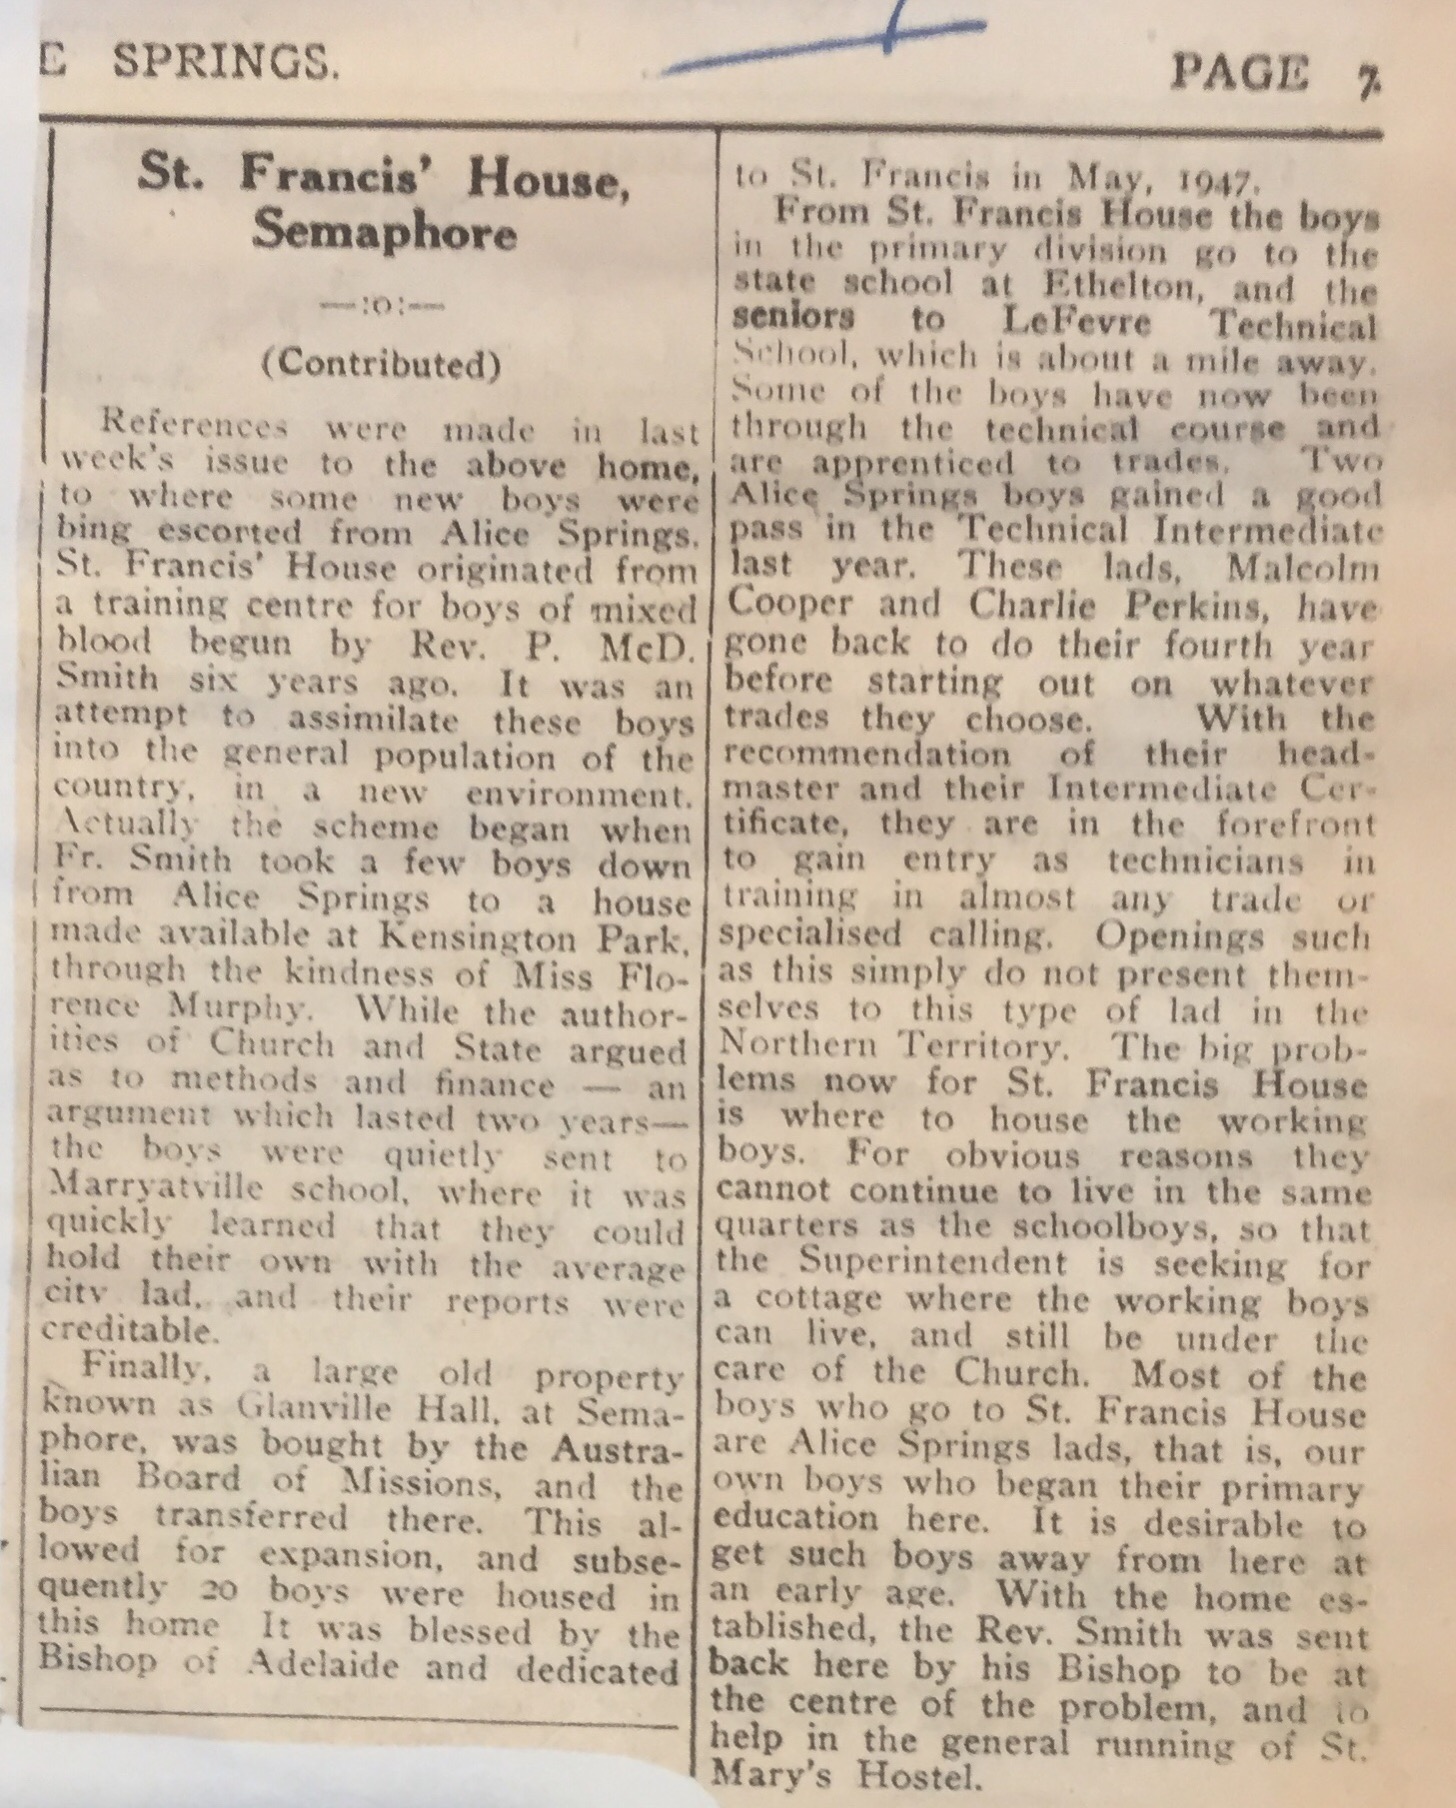 E SPRINGS.
PAGE 7.
St. Francis' House,
Semaphore
—:o:—
(Contributed)
References were made in last
week's issue to the above home,
to where some new boys were
bing escorted from Alice Springs.
St. Francis' House originated from
a training centre for boys of mixed
blood begun by Rev. P. McD.
Smith six years ago. It was an
attempt to assimilate these boys
into the general population of the
country, in a new environment.
Actually the scheme began when
Fr. Smith took a few boys down
from Alice Springs to a house
made available at Kensington Park,
through the kindness of Miss Flo-
rence Murphy. While the author-
ities of Church and State argued
as to methods and finance — an
argument which lasted two years—
the boys were quietly sent to
Marryatville school, where it was
quickly learned that they could
hold their own with the average
city lad, and their reports were
creditable.
Finally, a large old property
known as Glanville Hall, at Sema-
phore, was bought by the Austra-
lian Board of Missions, and the
boys transferred there. This al-
lowed for expansion, and subse-
quently 20 boys were housed in
this home It was blessed by the
Bishop of Adelaide and dedicated
to St. Francis in May, 1947.
From St. Francis House the boys
in the primary division go to the
state school at Ethelton, and the
seniors to LeFevre Technical
School, which is about a mile away.
Some of the boys have now been
through the technical course and
are apprenticed to trades. Two
Alice Springs boys gained a good
pass in the Technical Intermediate
last year. These lads, Malcolm
Cooper and Charlie Perkins, have
gone back to do their fourth year
before starting out on whatever
trades they choose. With the
recommendation of their head-
master and their Intermediate Cer-
tificate, they are in the forefront
to gain entry as technicians in
training in almost any trade or
specialised calling. Openings such
as this simply do not present them-
selves to this type of lad in the
Northern Territory. The big prob-
lems now for St. Francis House
is where to house the working
boys. For obvious reasons they
cannot continue to live in the same
quarters as the schoolboys, so that
the Superintendent is seeking for
a cottage where the working boys
can live, and still be under the
care of the Church. Most of the
boys who go to St. Francis House
are Alice Springs lads, that is, our
own boys who began their primary
education here. It is desirable to
get such boys away from here at
an early age. With the home es-
tablished, the Rev. Smith was sent
back here by his Bishop to be at
the centre of the problem, and to
help in the general running of St.
Mary's Hostel.